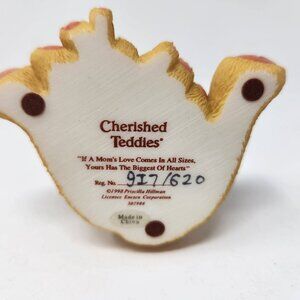 Cherished
Teddies®
"If A Mom's Love Comes In All Sizes,
Yours Has The Biggest Of Hearts"
Reg. No. 9I7/620
©1998 Priscilla Hillman
Licensee Enesco Corporation
Made in
China